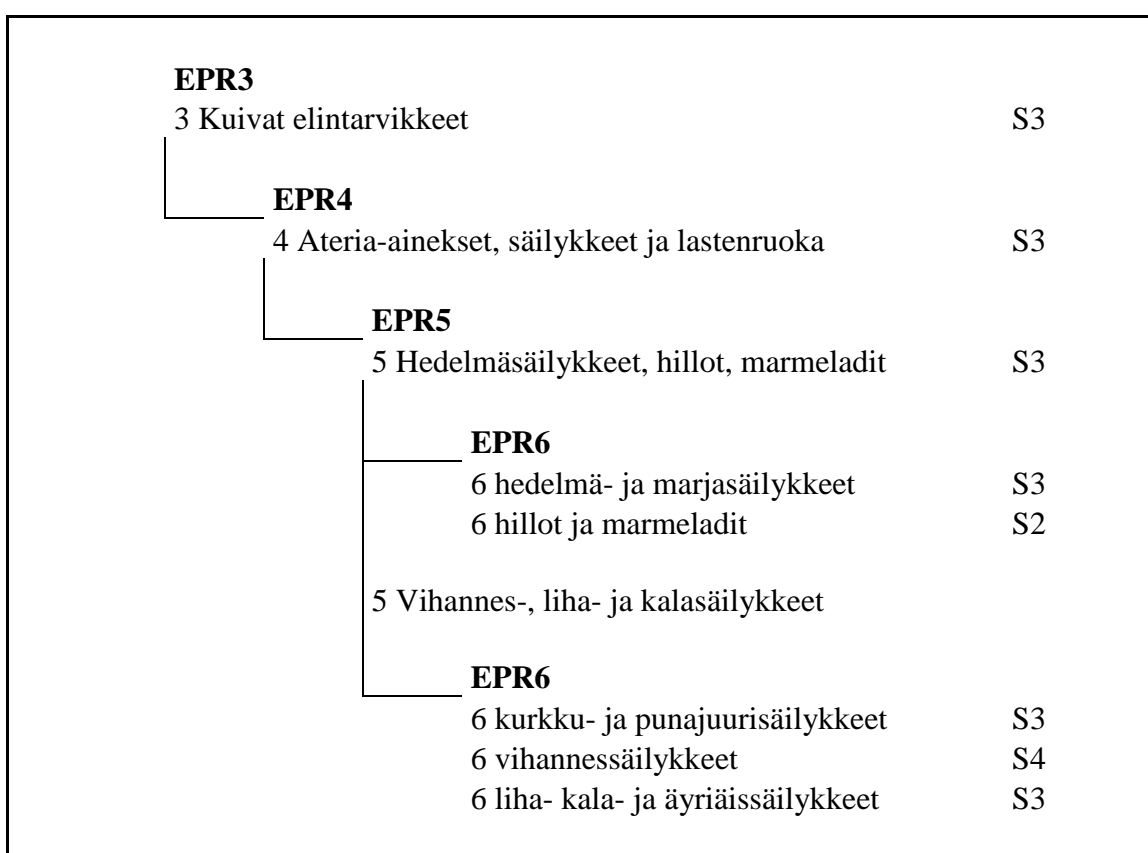 EPR3
3 Kuivat elintarvikkeet S3
EPR4
4 Ateria-ainekset, säilykkeet ja lastenruoka S3
EPR5
5 Hedelmäsäilykkeet, hillot, marmeladit S3
EPR6
6 hedelmä- ja marjasäilykkeet S3
6 hillot ja marmeladit S2
5 Vihannes-, liha- ja kalasäilykkeet
EPR6
6 kurkku- ja punajuurisäilykkeet S3
6 vihannessäilykkeet S4
6 liha- kala- ja äyriäissäilykkeet S3